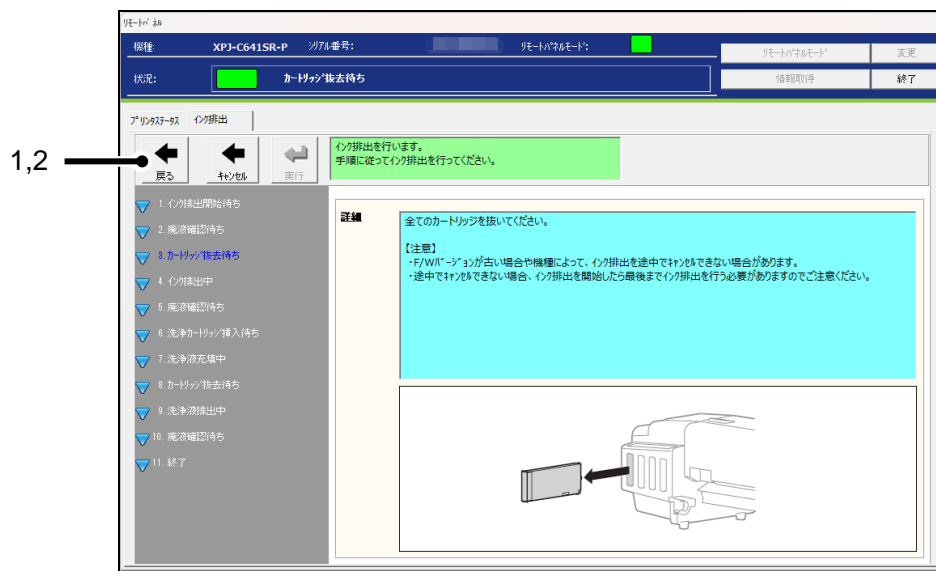 ﾘﾓｰﾄﾊﾟﾈﾙ
機種:
XPJ-C641SR-P
ｼﾘｱﾙ番号:
ﾘﾓｰﾄﾊﾟﾈﾙﾓｰﾄﾞ:
ﾘﾓｰﾄﾊﾟﾈﾙﾓｰﾄﾞ
変更
状況:
ｶｰﾄﾘｯｼﾞ抜去待ち
情報取得
終了
ﾌﾟﾘﾝﾀｽﾃｰﾀｽ
ｲﾝｸ排出
1,2
戻る
ｷｬﾝｾﾙ
実行
ｲﾝｸ排出を行います。
手順に従ってｲﾝｸ排出を行ってください。
1. ｲﾝｸ排出開始待ち
2. 廃液確認待ち
3. ｶｰﾄﾘｯｼﾞ抜去待ち
4. ｲﾝｸ排出中
5. 廃液確認待ち
6. 洗浄ｶｰﾄﾘｯｼﾞ挿入待ち
7. 洗浄液充填中
8. ｶｰﾄﾘｯｼﾞ抜去待ち
9. 洗浄液排出中
10. 廃液確認待ち
11. 終了
詳細
全てのカートリッジを抜いてください。
【注意】
・F/Wﾊﾞｰｼﾞｮﾝが古い場合や機種によって、ｲﾝｸ排出を途中でｷｬﾝｾﾙできない場合があります。
・途中でｷｬﾝｾﾙできない場合、ｲﾝｸ排出を開始したら最後までｲﾝｸ排出を行う必要がありますのでご注意ください。